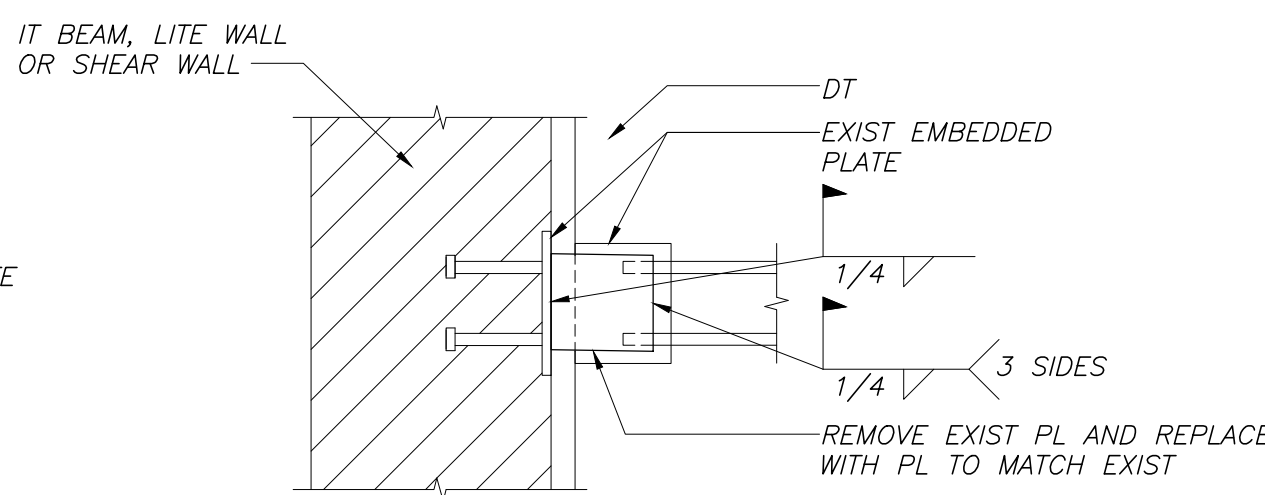 IT BEAM, LITE WALL
OR SHEAR WALL
DT
EXIST EMBEDDED
PLATE
1/4
1/4
3 SIDES
REMOVE EXIST PL AND REPLACE
WITH PL TO MATCH EXIST